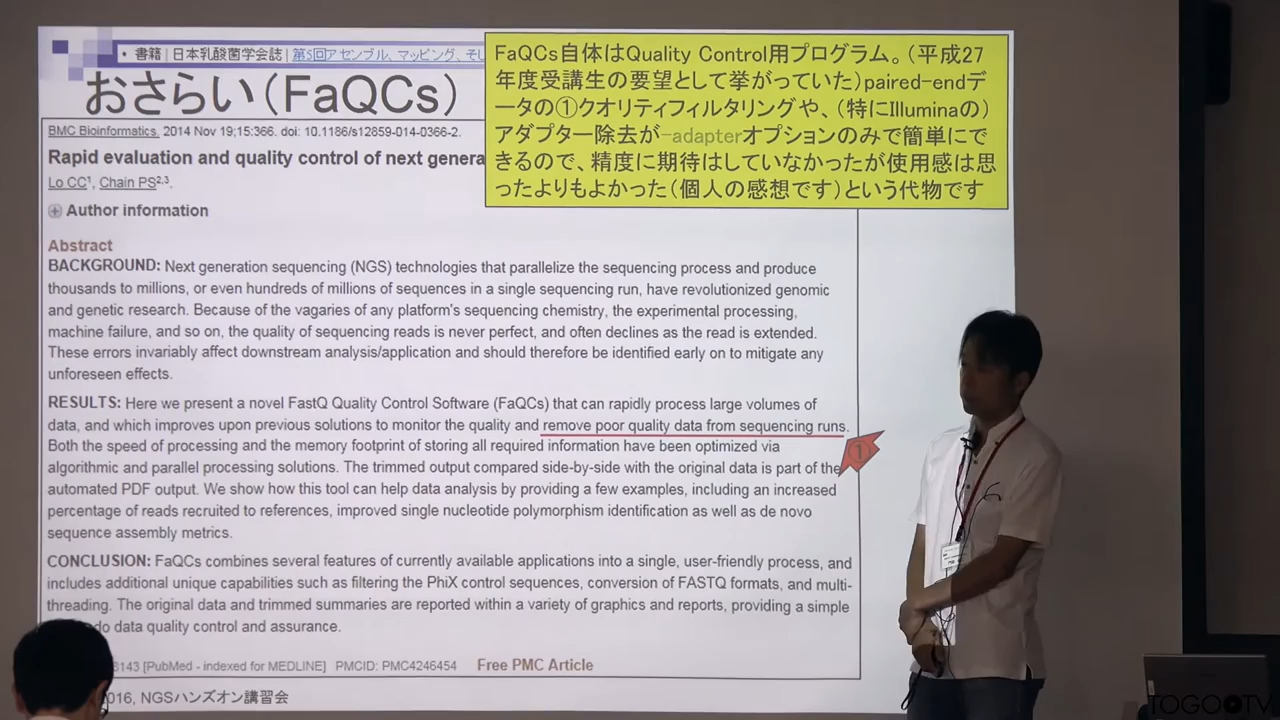 • 書籍 | 日本乳酸菌学会誌 | 第5回アセンブル、マッピング、そし
おさらい（FaQCs）
FaQCs自体はQuality Control用プログラム。（平成27
年度受講生の要望として挙がっていた）paired-endデ
ータの①クオリティフィルタリングや、（特にIlluminaの）
アダプター除去が-adapterオプションのみで簡単にで
きるので、精度に期待はしていなかったが使用感は思
ったよりもよかった（個人の感想です）という代物です
BMC Bioinformatics. 2014 Nov 19;15:366. doi: 10.1186/s12859-014-0366-2.
Rapid evaluation and quality control of next genera
Lo CC1, Chain PS2,3.
Author information
Abstract
BACKGROUND: Next generation sequencing (NGS) technologies that parallelize the sequencing process and produce
thousands to millions, or even hundreds of millions of sequences in a single sequencing run, have revolutionized genomic
and genetic research. Because of the vagaries of any platform's sequencing chemistry, the experimental processing,
machine failure, and so on, the quality of sequencing reads is never perfect, and often declines as the read is extended.
These errors invariably affect downstream analysis/application and should therefore be identified early on to mitigate any
unforeseen effects.
RESULTS: Here we present a novel FastQ Quality Control Software (FaQCs) that can rapidly process large volumes of
data, and which improves upon previous solutions to monitor the quality and remove poor quality data from sequencing runs.
Both the speed of processing and the memory footprint of storing all required information have been optimized via
algorithmic and parallel processing solutions. The trimmed output compared side-by-side with the original data is part of the
automated PDF output. We show how this tool can help data analysis by providing a few examples, including an increased
percentage of reads recruited to references, improved single nucleotide polymorphism identification as well as de novo
sequence assembly metrics.
①
CONCLUSION: FaQCs combines several features of currently available applications into a single, user-friendly process, and
includes additional unique capabilities such as filtering the PhiX control sequences, conversion of FASTQ formats, and multi-
threading. The original data and trimmed summaries are reported within a variety of graphics and reports, providing a simple
do data quality control and assurance.
8143 [PubMed - indexed for MEDLINE] PMCID: PMC4246454 Free PMC Article
016, NGSハンズオン講習会
TOGOTV